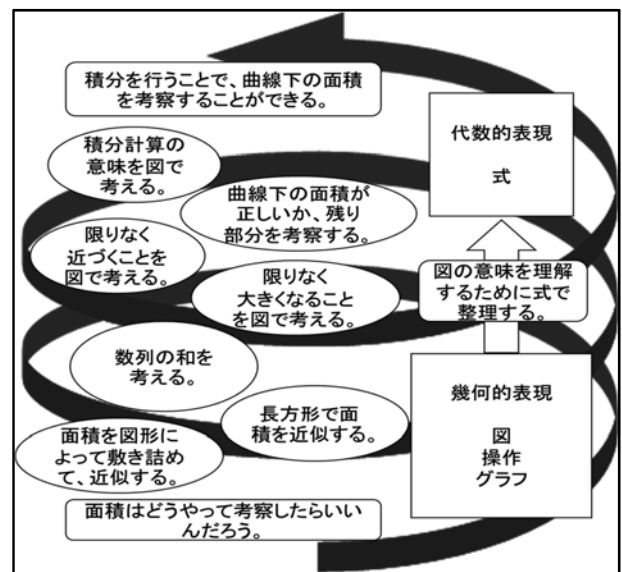 積分を行うことで、曲線下の面積
を考察することができる。
代数的表現
式
積分計算の
意味を図で
考える。
曲線下の面積が
正しいか、残り
部分を考察する。
限りなく
近づくことを
図で考える。
限りなく
大きくなること
を図で考える。
図の意味を理解
するために式で
整理する。
数列の和を
考える。
幾何的表現
図
操作
グラフ
長方形で面
積を近似する。
面積を図形に
よって敷き詰め
て、近似する。
面積はどうやって考察したらいい
んだろう。